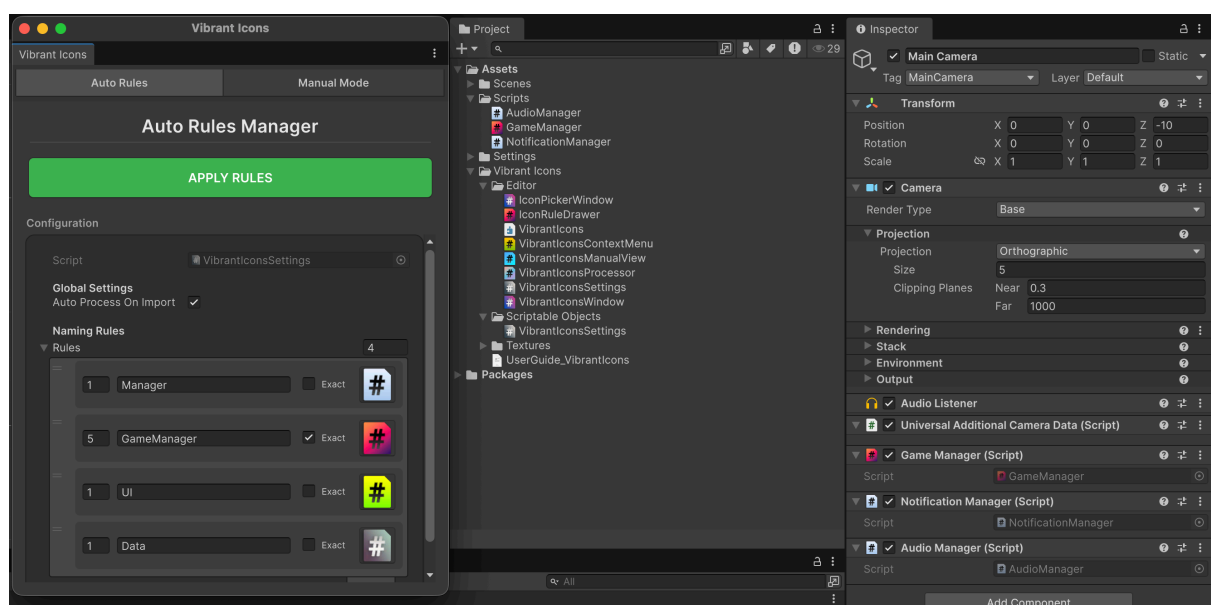 Vibrant Icons
Vibrant Icons
Auto Rules
Manual Mode
Auto Rules Manager
APPLY RULES
Configuration
Script
VibrantIconsSettings
Global Settings
Auto Process On Import
Naming Rules
Rules
4
1
Manager
Exact
#
5
GameManager
Exact
#
1
UI
Exact
#
1
Data
Exact
#
Project
29
Assets
Scenes
Scripts
AudioManager
GameManager
NotificationManager
Settings
Vibrant Icons
Editor
IconPickerWindow
IconRuleDrawer
VibrantIcons
VibrantIconsContextMenu
VibrantIconsManualView
VibrantIconsProcessor
VibrantIconsSettings
VibrantIconsWindow
Scriptable Objects
VibrantIconsSettings
Textures
UserGuide_VibrantIcons
Packages
All
Inspector
Main Camera
Static
Tag MainCamera
Layer Default
Transform
Position X 0 Y 0 Z -10
Rotation X 0 Y 0 Z 0
Scale X 1 Y 1 Z 1
Camera
Render Type Base
Projection
Projection Orthographic
Size 5
Clipping Planes Near 0.3
Far 1000
Rendering
Stack
Environment
Output
Audio Listener
# Universal Additional Camera Data (Script)
# Game Manager (Script)
Script GameManager
# Notification Manager (Script)
Script NotificationManager
# Audio Manager (Script)
Script AudioManager
Add Component